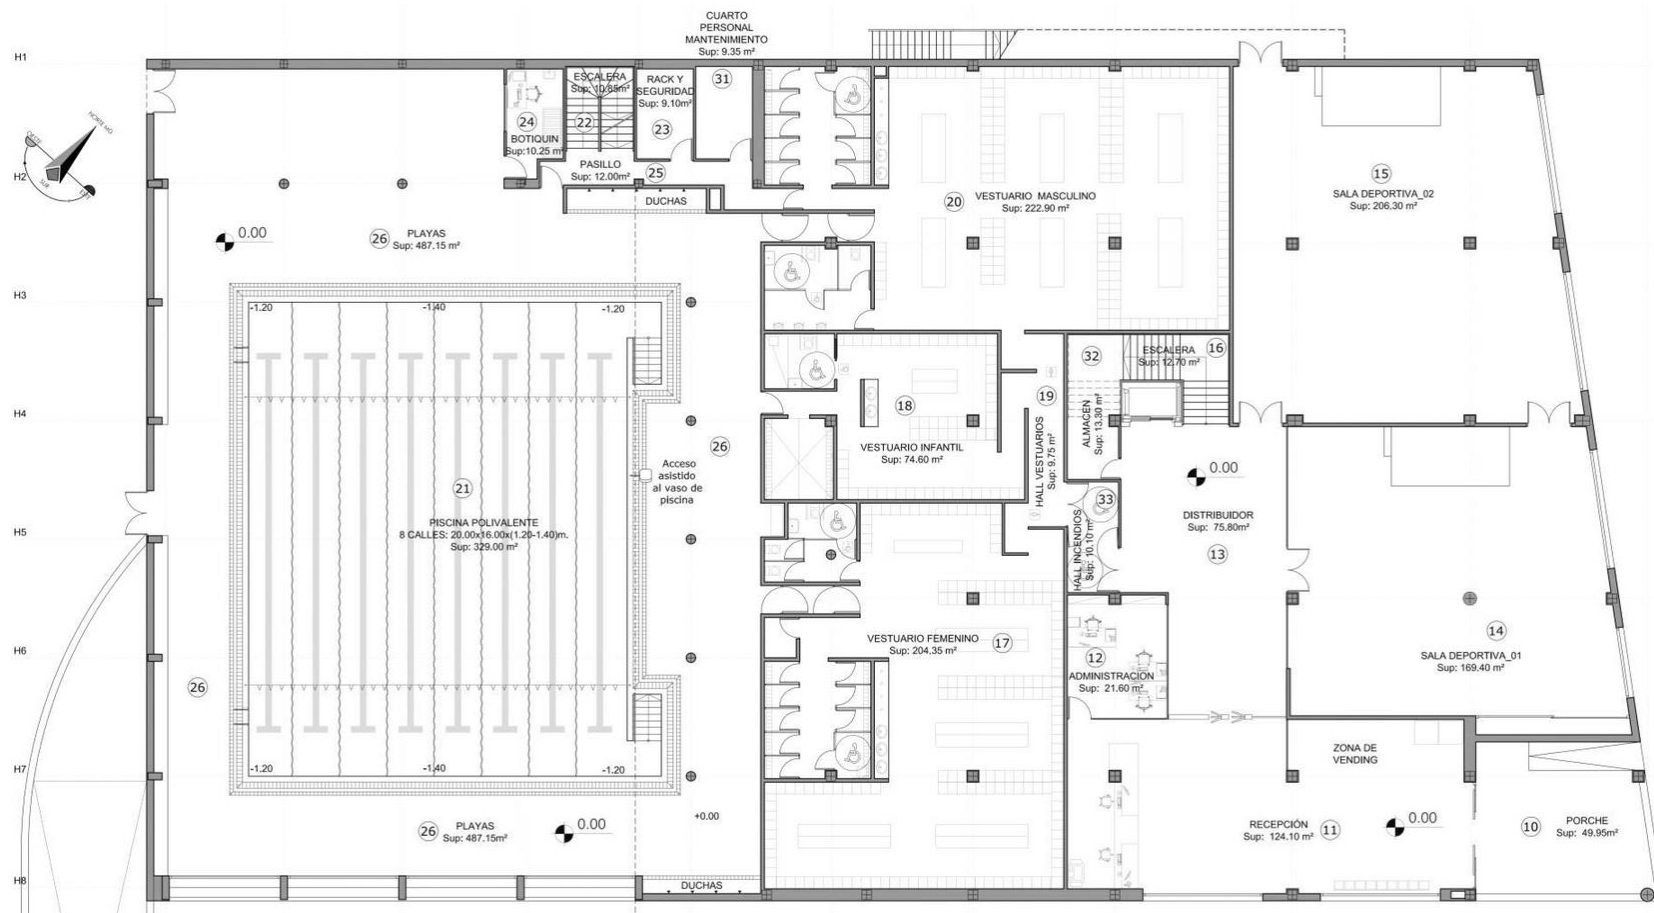 CUARTO
PERSONAL
MANTENIMIENTO
Sup: 9.35 m²
31
H1
ESCALERA
Sup: 10.85m²
22
RACK Y
SEGURIDAD
Sup: 9.10m²
23
24
BOTIQUIN
Sup:10.25 m²
NORTE
OESTE
SUR
H2
PASILLO
Sup: 12.00m²
25
DUCHAS
20
VESTUARIO MASCULINO
Sup: 222.90 m²
15
SALA DEPORTIVA_02
Sup: 206.30 m²
0.00
26
PLAYAS
Sup: 487.15 m²
H3
-1.20
-1.40
-1.20
32
ESCALERA
Sup: 12.70 m²
16
H4
18
VESTUARIO INFANTIL
Sup: 74.60 m²
19
HALL VESTUARIOS
Sup: 9.75 m²
ALMACÉN
Sup: 13.30 m²
26
Acceso
asistido
al vaso de
piscina
0.00
21
PISCINA POLIVALENTE
8 CALLES: 20.00x16.00x(1.20-1.40)m.
Sup: 329.00 m²
H5
33
HALL INCENDIOS
Sup: 10.10 m²
DISTRIBUIDOR
Sup: 75.80m²
13
H6
VESTUARIO FEMENINO
Sup: 204.35 m²
17
12
ADMINISTRACIÓN
Sup: 21.60 m²
14
SALA DEPORTIVA_01
Sup: 169.40 m²
26
H7
-1.20
-1.40
-1.20
ZONA DE
VENDING
+0.00
26
PLAYAS
Sup: 487.15m²
0.00
RECEPCIÓN
Sup: 124.10 m²
11
0.00
10
PORCHE
Sup: 49.95m²
H8
DUCHAS